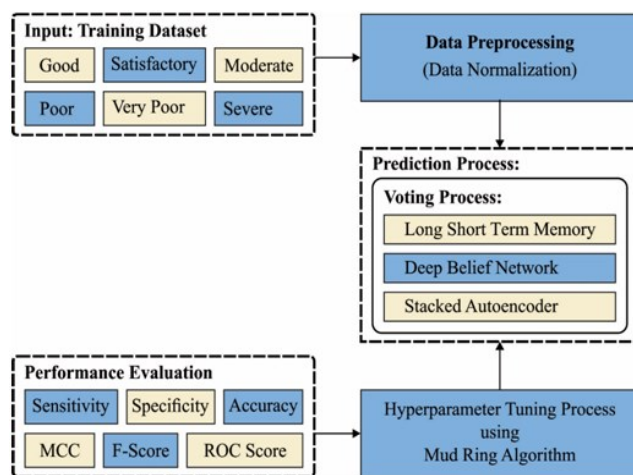 Input: Training Dataset
Good
Satisfactory
Moderate
Poor
Very Poor
Severe
Data Preprocessing
(Data Normalization)
Prediction Process:
Voting Process:
Long Short Term Memory
Deep Belief Network
Stacked Autoencoder
Performance Evaluation
Sensitivity
Specificity
Accuracy
MCC
F-Score
ROC Score
Hyperparameter Tuning Process
using
Mud Ring Algorithm